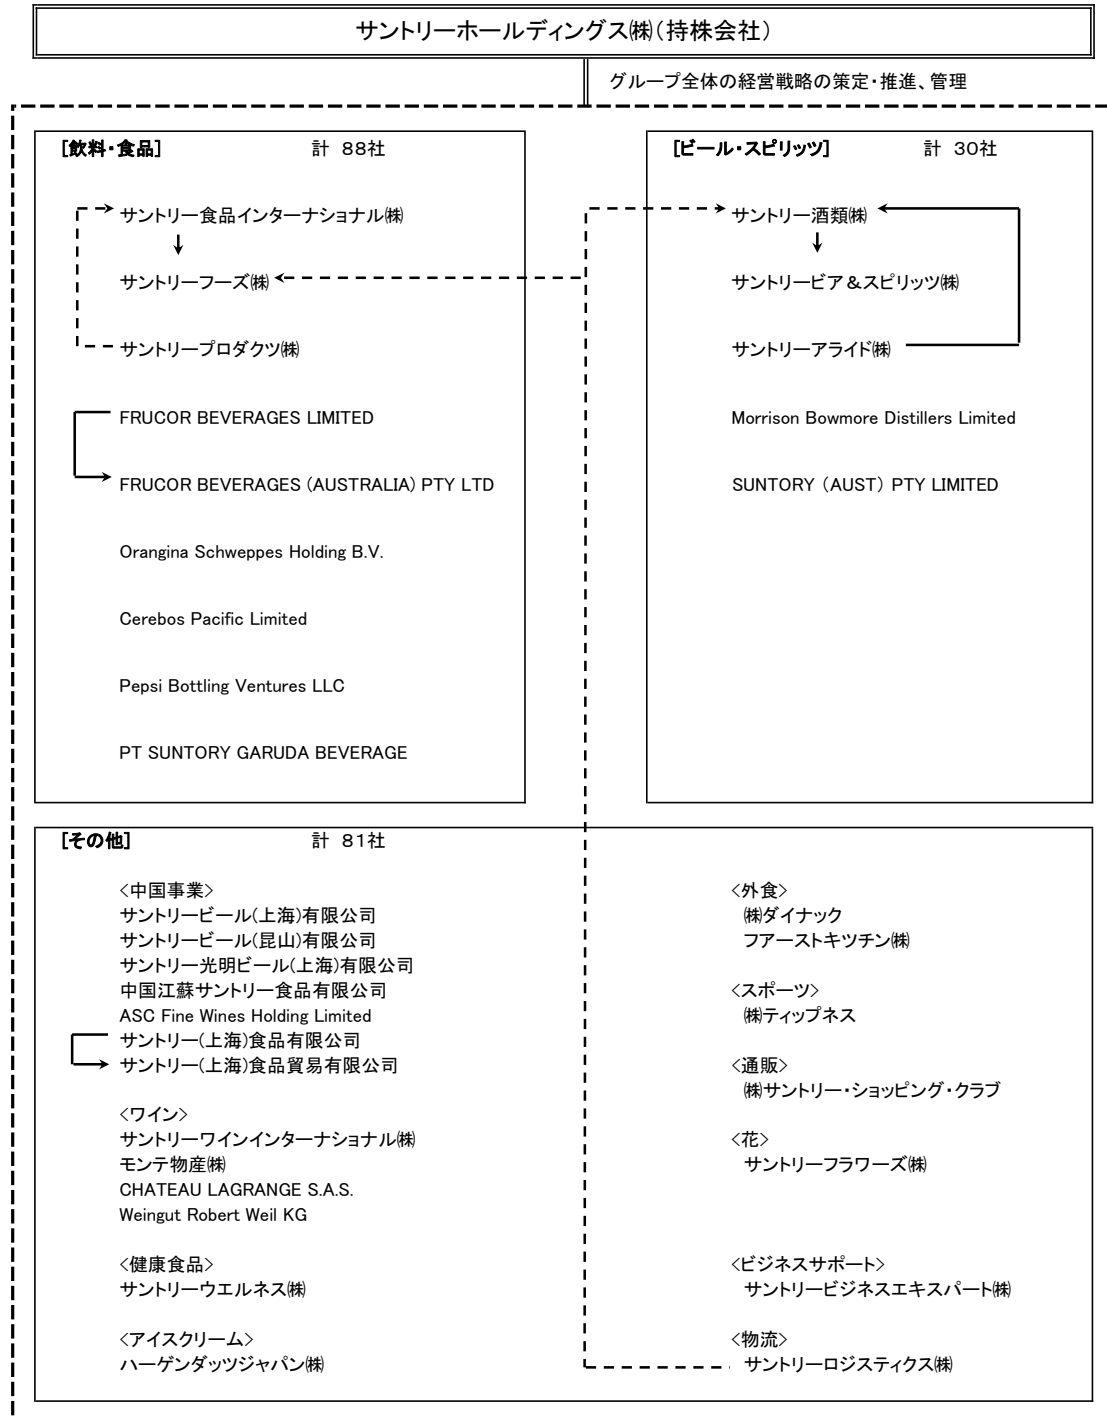 サントリーホールディングス㈱（持株会社）
グループ全体の経営戦略の策定・推進、管理
[飲料・食品] 計 88社
サントリー食品インターナショナル㈱
サントリーフーズ㈱
サントリープロダクツ㈱
FRUCOR BEVERAGES LIMITED
FRUCOR BEVERAGES (AUSTRALIA) PTY LTD
Orangina Schweppes Holding B.V.
Cerebos Pacific Limited
Pepsi Bottling Ventures LLC
PT SUNTORY GARUDA BEVERAGE
[ビール・スピリッツ] 計 30社
サントリー酒類㈱
サントリービア＆スピリッツ㈱
サントリーアライド㈱
Morrison Bowmore Distillers Limited
SUNTORY (AUST) PTY LIMITED
[その他] 計 81社
<中国事業>
サントリービール(上海)有限公司
サントリービール(昆山)有限公司
サントリー光明ビール(上海)有限公司
中国江蘇サントリー食品有限公司
ASC Fine Wines Holding Limited
サントリー(上海)食品有限公司
サントリー(上海)食品貿易有限公司
<ワイン>
サントリーワインインターナショナル㈱
モンテ物産㈱
CHATEAU LAGRANGE S.A.S.
Weingut Robert Weil KG
<健康食品>
サントリーウエルネス㈱
<アイスクリーム>
ハーゲンダッツジャパン㈱
<外食>
㈱ダイナック
フアーストキツチン㈱
<スポーツ>
㈱ティップネス
<通販>
㈱サントリー・ショッピング・クラブ
<花>
サントリーフラワーズ㈱
<ビジネスサポート>
サントリービジネスエキスパート㈱
<物流>
サントリーロジスティクス㈱